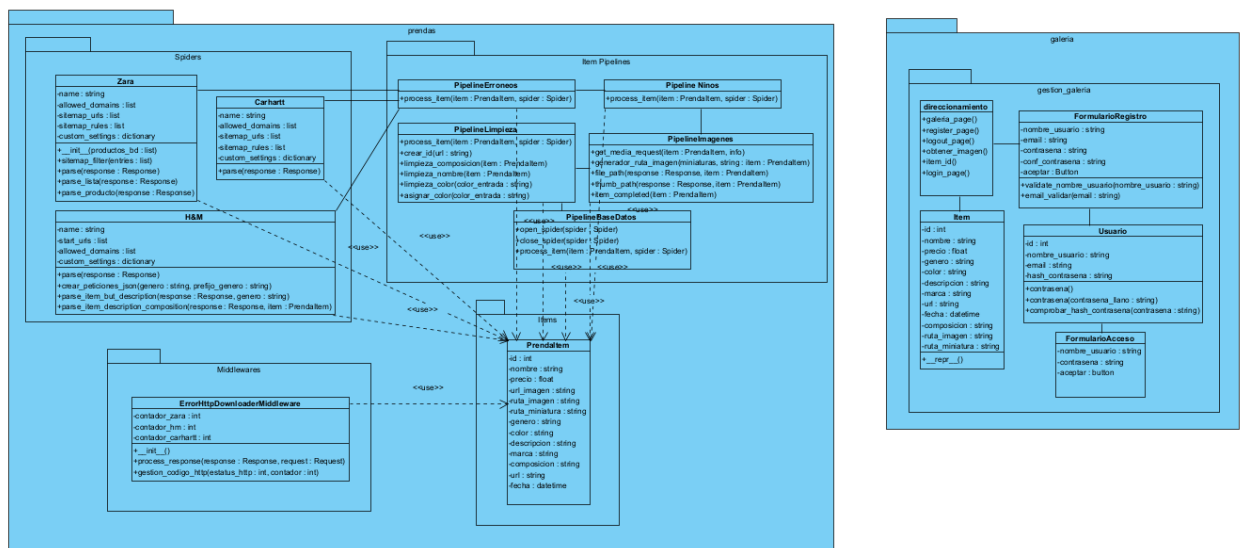 prendas
Spiders
Zara
-name : string
-allowed_domains : list
-sitemap_urls : list
-sitemap_rules : list
-custom_settings : dictionary
+__init__(productos_bd : list)
+sitemap_filter(entries : list)
+parse(response : Response)
+parse_lista(response : Response)
+parse_producto(response : Response)
Carhartt
-name : string
-allowed_domains : list
-sitemap_urls : list
-sitemap_rules : list
-custom_settings : dictionary
+parse(response : Response)
H&M
-name : string
-start_urls : list
-allowed_domains : list
-custom_settings : dictionary
+parse(response : Response)
+crear_peticiones_json(genero : string, prefijo_genero : string)
+parse_item_but_description(response : Response, genero : string)
+parse_item_description_composition(response : Response, item : PrendaItem)
Item Pipelines
PipelineErroneos
+process_item(item : PrendaItem, spider : Spider)
Pipeline Ninos
+process_item(item : PrendaItem, spider : Spider)
PipelineLimpieza
+process_item(item : PrendaItem, spider : Spider)
+crear_id(url : string)
+limpieza_composicion(item : PrendaItem)
+limpieza_nombre(item : PrendaItem)
+limpieza_color(color_entrada : string)
+asignar_color(color_entrada : string)
PipelineImagenes
+get_media_request(item : PrendaItem, info)
+generador_ruta_imagen(miniaturas, string : item : PrendaItem)
+file_path(response : Response, item : PrendaItem)
+thumb_path(response : Response, item : PrendaItem)
+item_completed(item : PrendaItem)
PipelineBaseDatos
+open_spider(spider : Spider)
+close_spider(spider : Spider)
+process_item(item : PrendaItem, spider : Spider)
<<use>>
<<use>>
<<use>>
<<use>>
<<use>>
<<use>>
<<use>>
<<use>>
Items
PrendaItem
-id : int
-nombre : string
-precio : float
-url_imagen : string
-ruta_imagen : string
-ruta_miniatura : string
-genero : string
-color : string
-descripcion : string
-marca : string
-composicion : string
-url : string
-fecha : datetime
Middlewares
ErrorHttpDownloaderMiddleware
-contador_zara : int
-contador_hm : int
-contador_carhartt : int
+__init__()
+process_response(response : Response, request : Request)
+gestion_codigo_http(estatus_http : int, contador : int)
galeria
gestion_galeria
direccionamiento
+galeria_page()
+register_page()
+logout_page()
+obtener_imagen()
+item_id()
+login_page()
FormularioRegistro
-nombre_usuario : string
-email : string
-contrasena : string
-conf_contrasena : string
-aceptar : Button
+validate_nombre_usuario(nombre_usuario : string)
+email_validar(email : string)
Item
-id : int
-nombre : string
-precio : float
-genero : string
-color : string
-descripcion : string
-marca : string
-url : string
-fecha : datetime
-composicion : string
-ruta_imagen : string
-ruta_miniatura : string
+__repr__()
Usuario
-id : int
-nombre_usuario : string
-email : string
-hash_contrasena : string
+contrasena()
+contrasena(contrasena_llano : string)
+comprobar_hash_contrasena(contrasena : string)
FormularioAcceso
-nombre_usuario : string
-contrasena : string
-aceptar : button